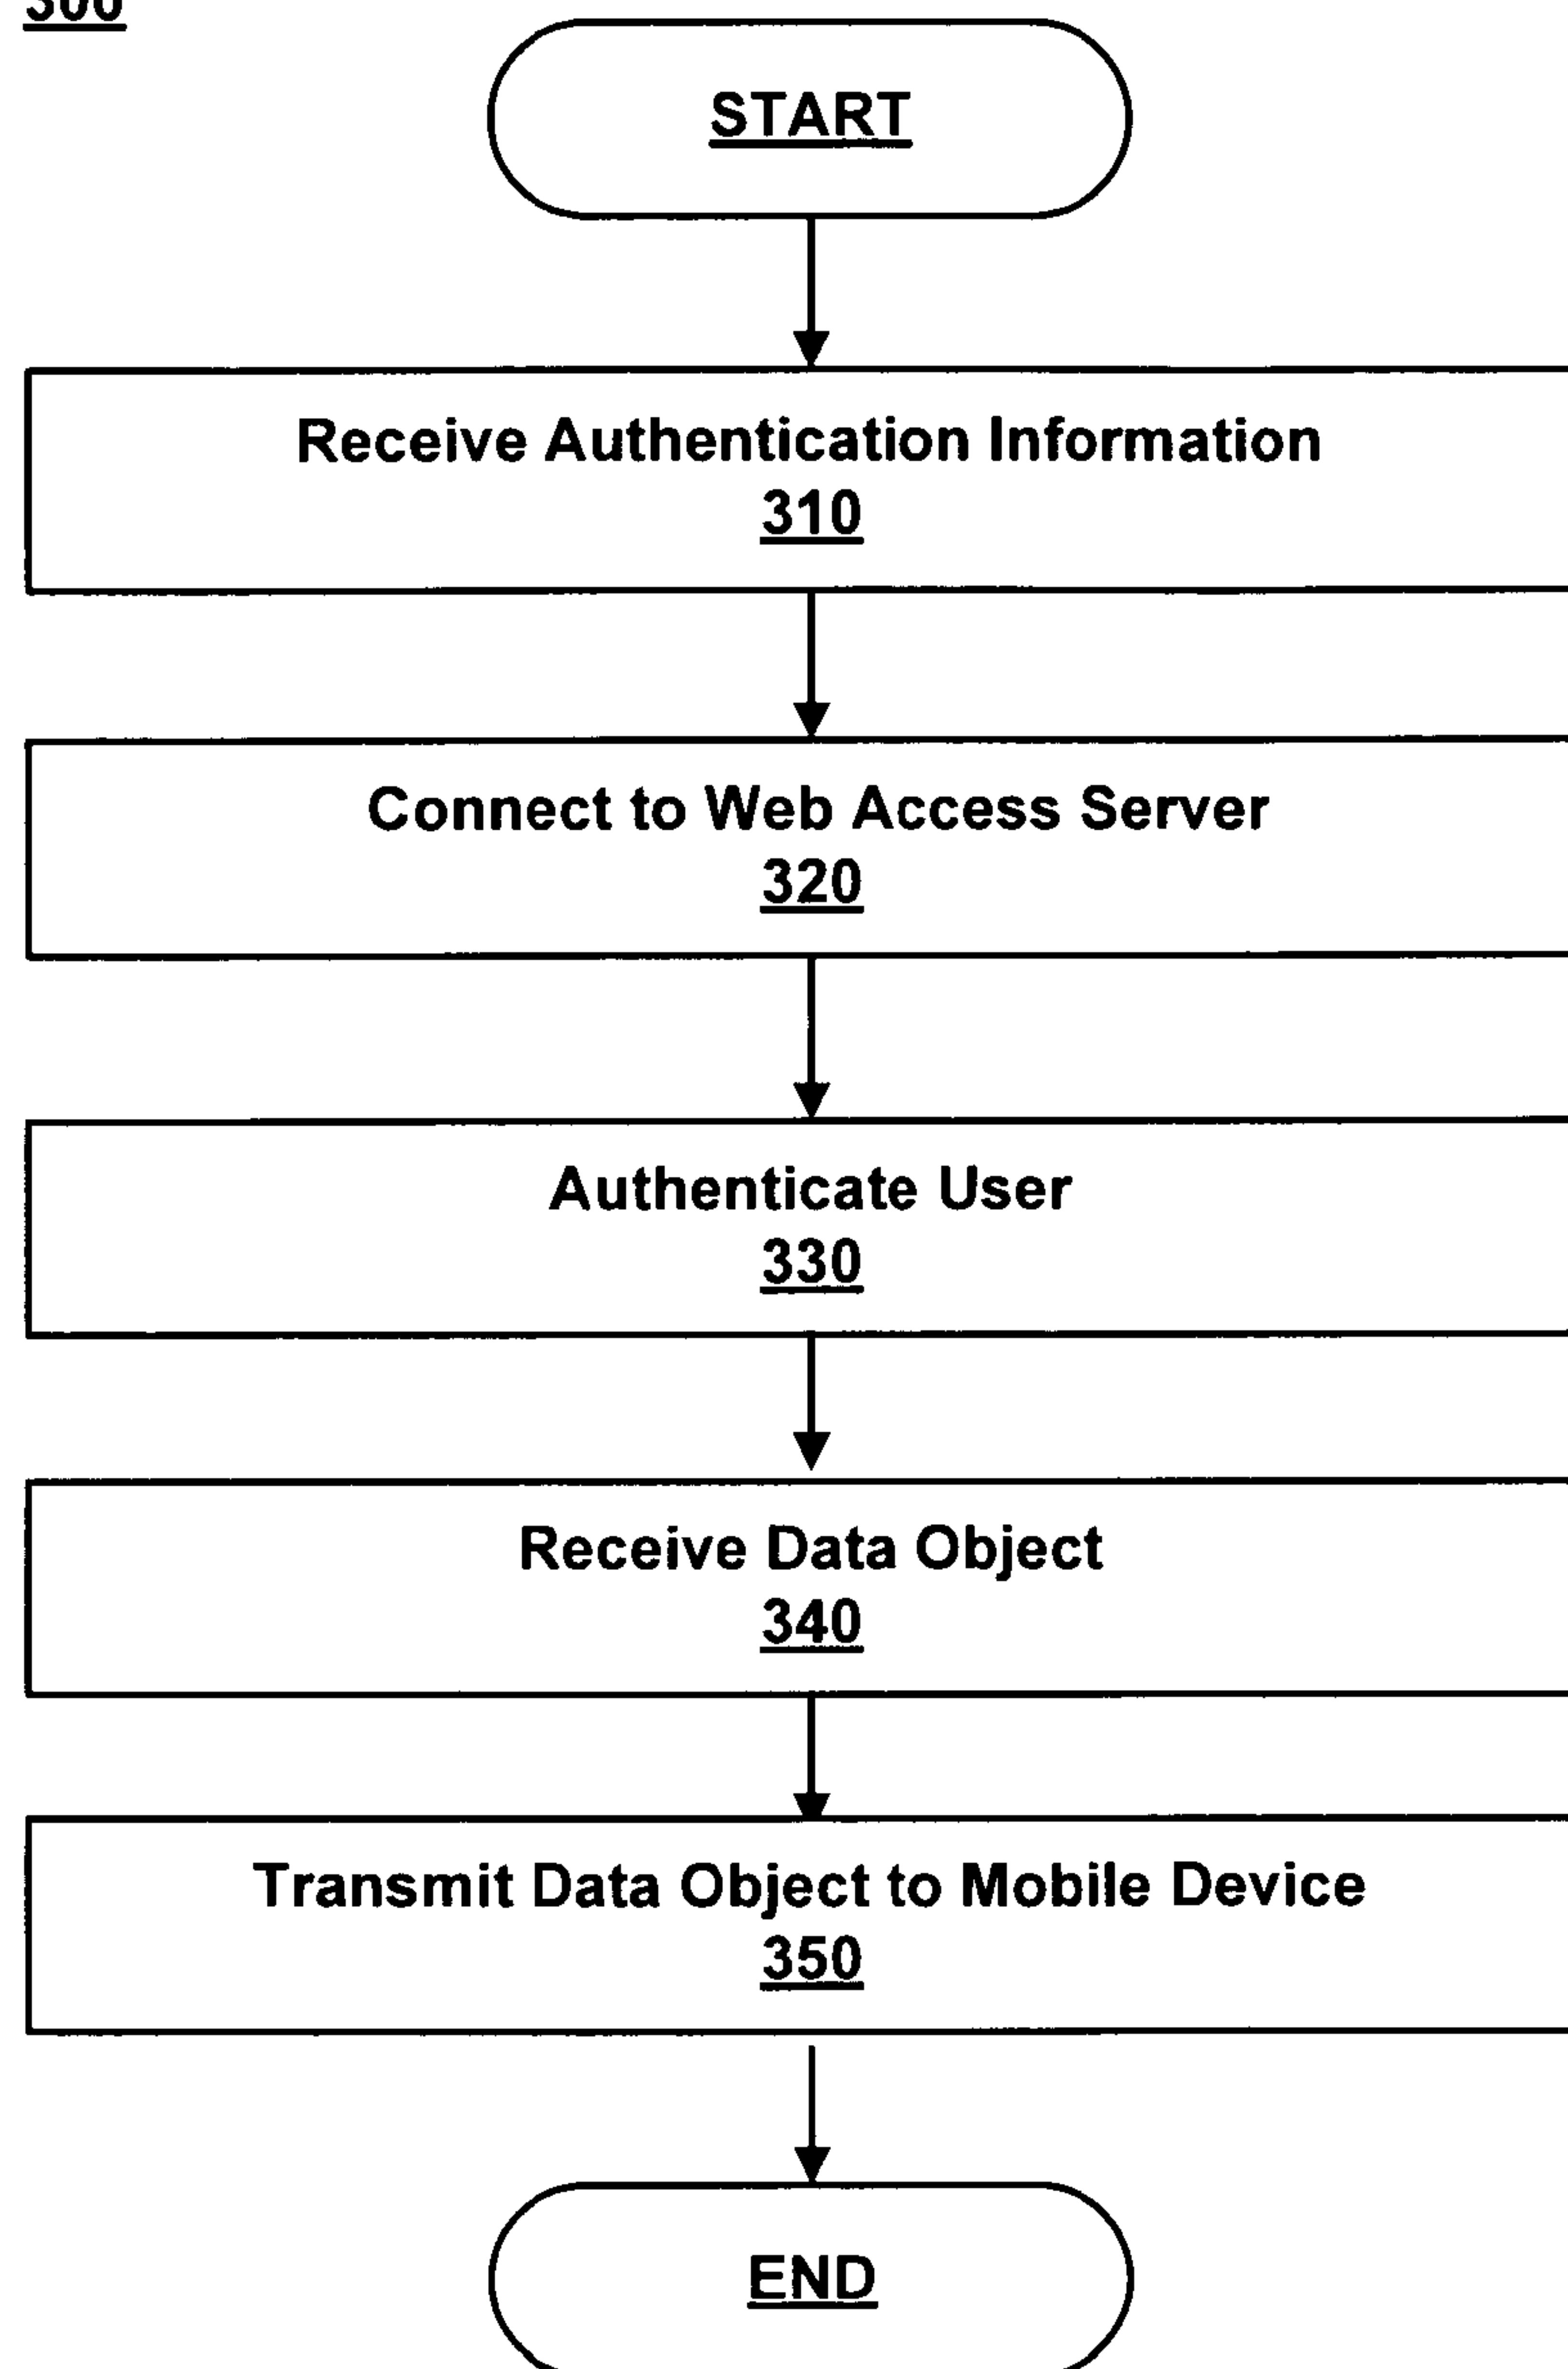 300
START
Receive Authentication Information
310
Connect to Web Access Server
320
Authenticate User
330
Receive Data Object
340
Transmit Data Object to Mobile Device
350
END